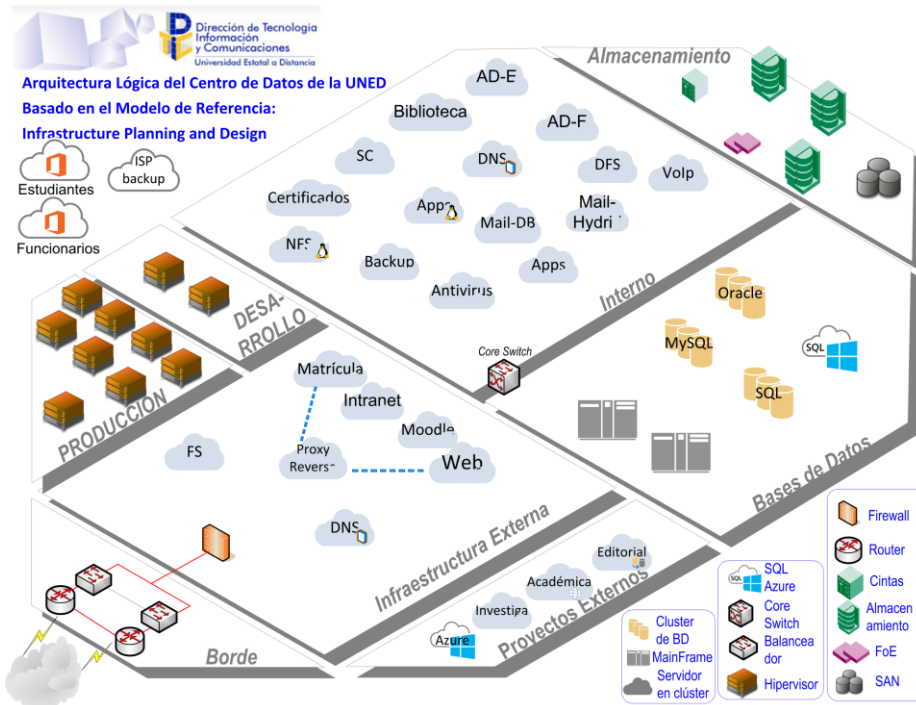 DTIC
Dirección de Tecnología
Información
y Comunicaciones
Universidad Estatal a Distancia
Arquitectura Lógica del Centro de Datos de la UNED
Basado en el Modelo de Referencia:
Infrastructure Planning and Design
Estudiantes
ISP
backup
Funcionarios
AD-E
Biblioteca
AD-F
SC
DNS
DFS
VoIp
Certificados
Apps
Mail-DB
Mail-
Hydri
NFS
Backup
Apps
Antivirus
Interno
Almacenamiento
DESA-
RROLLO
PRODUCCIÓN
Core Switch
Oracle
MySQL
SQL
SQL
Bases de Datos
Matrícula
Intranet
Moodle
FS
Proxy
Revers
Web
DNS
Infraestructura Externa
Borde
Editorial
Académica
Investiga
Azure
Proyectos Externos
Cluster
de BD
MainFrame
Servidor
en clúster
SQL
SQL
Azure
Core
Switch
Balancea
dor
Hipervisor
Firewall
Router
Cintas
Almacen
amiento
FoE
SAN